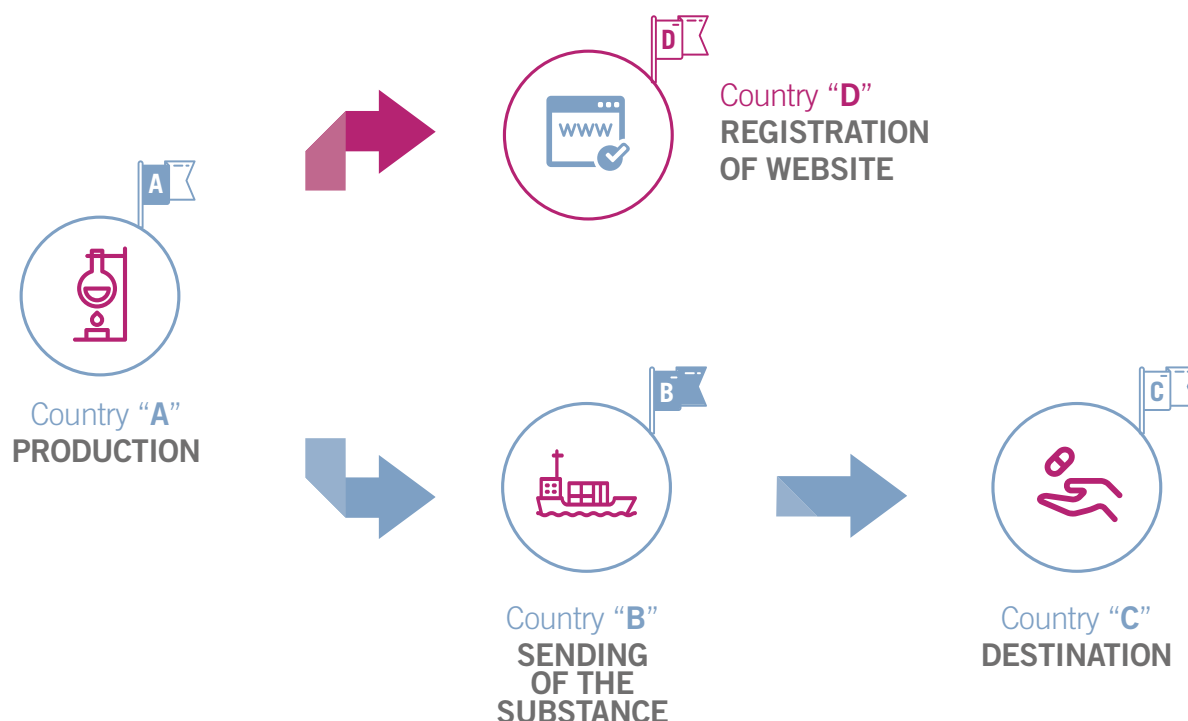 D
Country “D”
REGISTRATION
OF WEBSITE
www
A
Country “A”
PRODUCTION
B
Country “B”
SENDING
OF THE
SUBSTANCE
C
Country “C”
DESTINATION